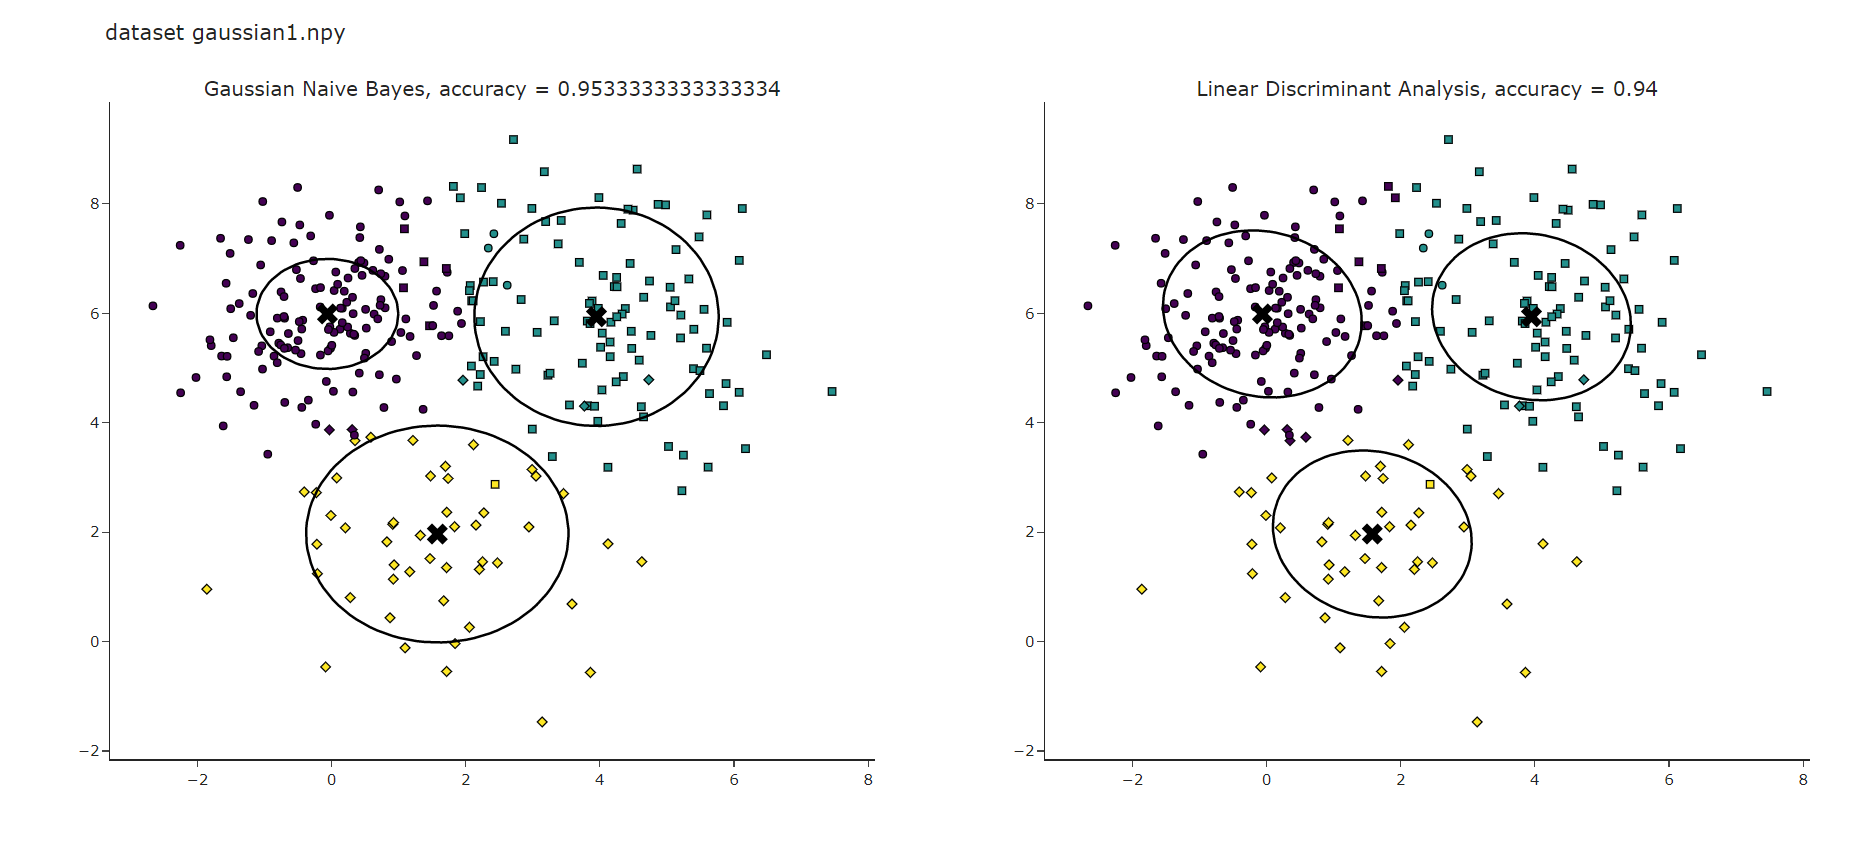 dataset gaussian1.npy
Gaussian Naive Bayes, accuracy = 0.9533333333333334
8
6
4
2
0
−2
−2 0 2 4 6 8
Linear Discriminant Analysis, accuracy = 0.94
8
6
4
2
0
−2
−2 0 2 4 6 8